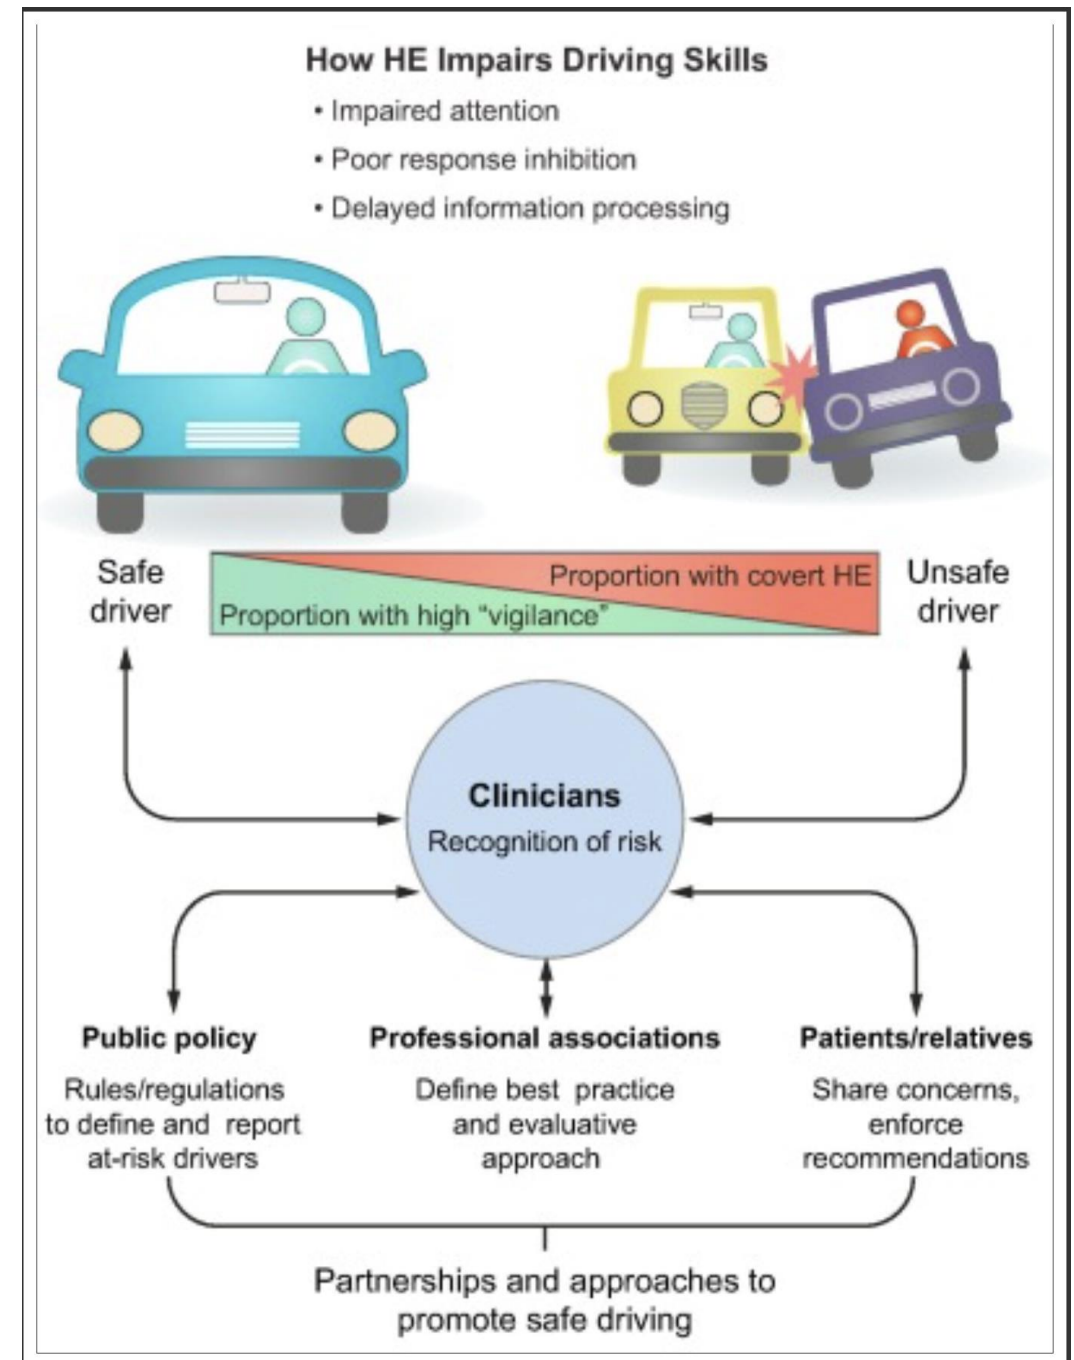 How HE Impairs Driving Skills
• Impaired attention
• Poor response inhibition
• Delayed information processing
Safe
driver
Proportion with covert HE
Proportion with high “vigilance”
Unsafe
driver
Clinicians
Recognition of risk
Public policy
Rules/regulations
to define and report
at-risk drivers
Professional associations
Define best practice
and evaluative
approach
Patients/relatives
Share concerns,
enforce
recommendations
Partnerships and approaches to
promote safe driving